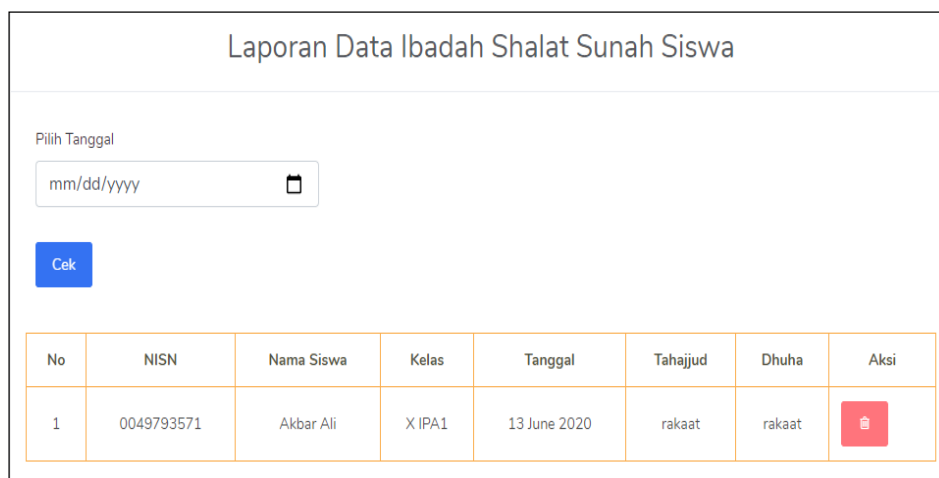 Laporan Data Ibadah Shalat Sunah Siswa
Pilih Tanggal
mm/dd/yyyy
Cek
No NISN Nama Siswa Kelas Tanggal Tahajjud Dhuha Aksi
1 0049793571 Akbar Ali X IPA1 13 June 2020 rakaat rakaat